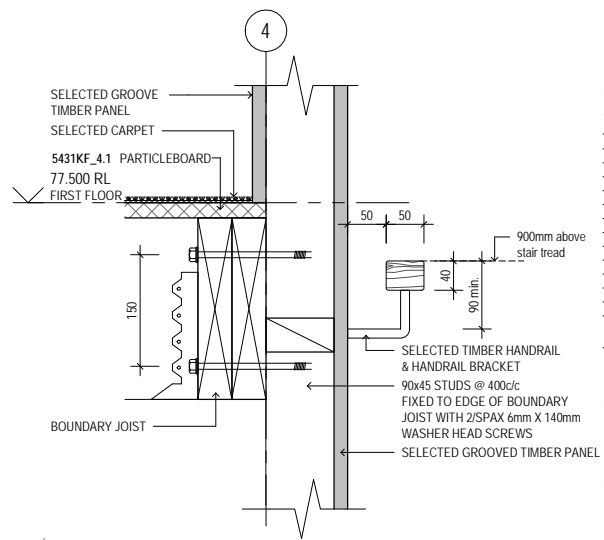 4
SELECTED GROOVE
TIMBER PANEL
SELECTED CARPET
5431KF_4.1 PARTICLEBOARD
77.500 RL
FIRST FLOOR
50
50
900mm above
stair tread
40
90 min.
150
SELECTED TIMBER HANDRAIL
& HANDRAIL BRACKET
90x45 STUDS @ 400c/c
FIXED TO EDGE OF BOUNDARY
JOIST WITH 2/SPAX 6mm X 140mm
WASHER HEAD SCREWS
BOUNDARY JOIST
SELECTED GROOVED TIMBER PANEL